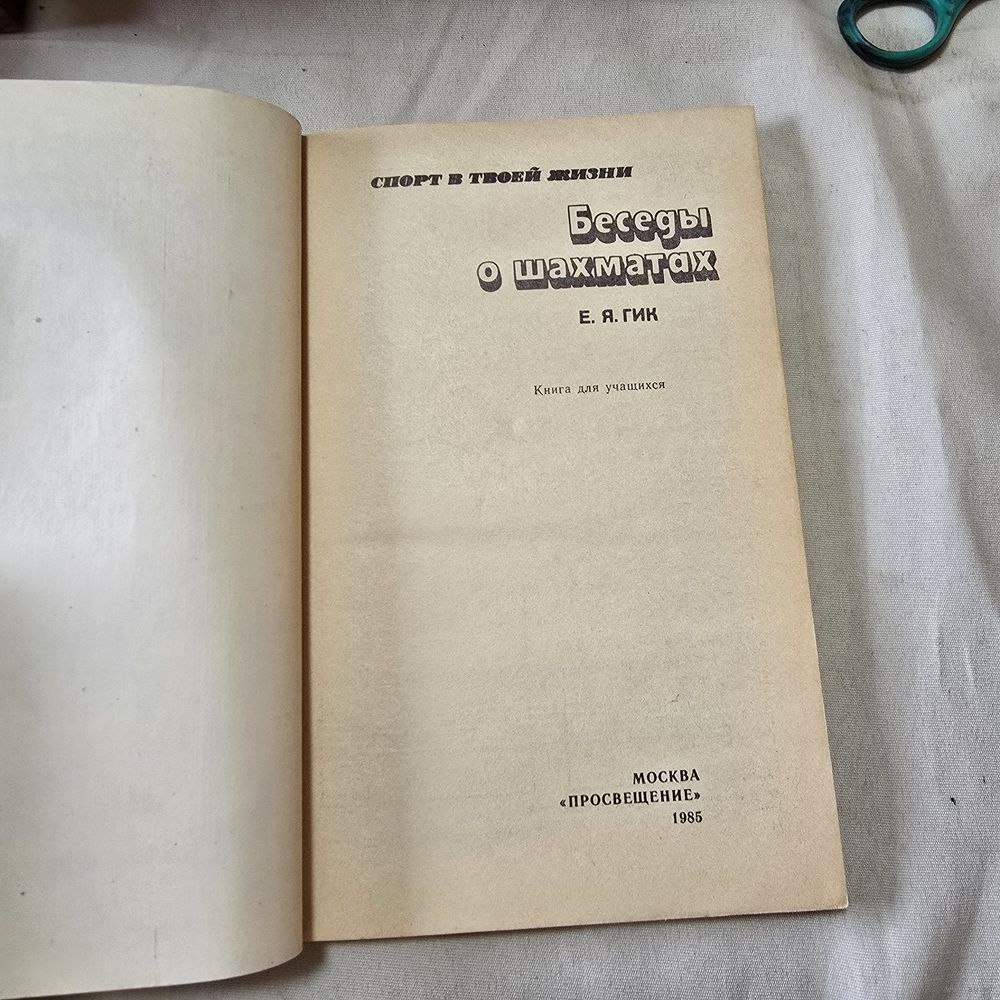 СПОРТ В ТВОЕЙ ЖИЗНИ
Беседы
о шахматах
Е. Я. ГИК
Книга для учащихся
МОСКВА
«ПРОСВЕЩЕНИЕ»
1985